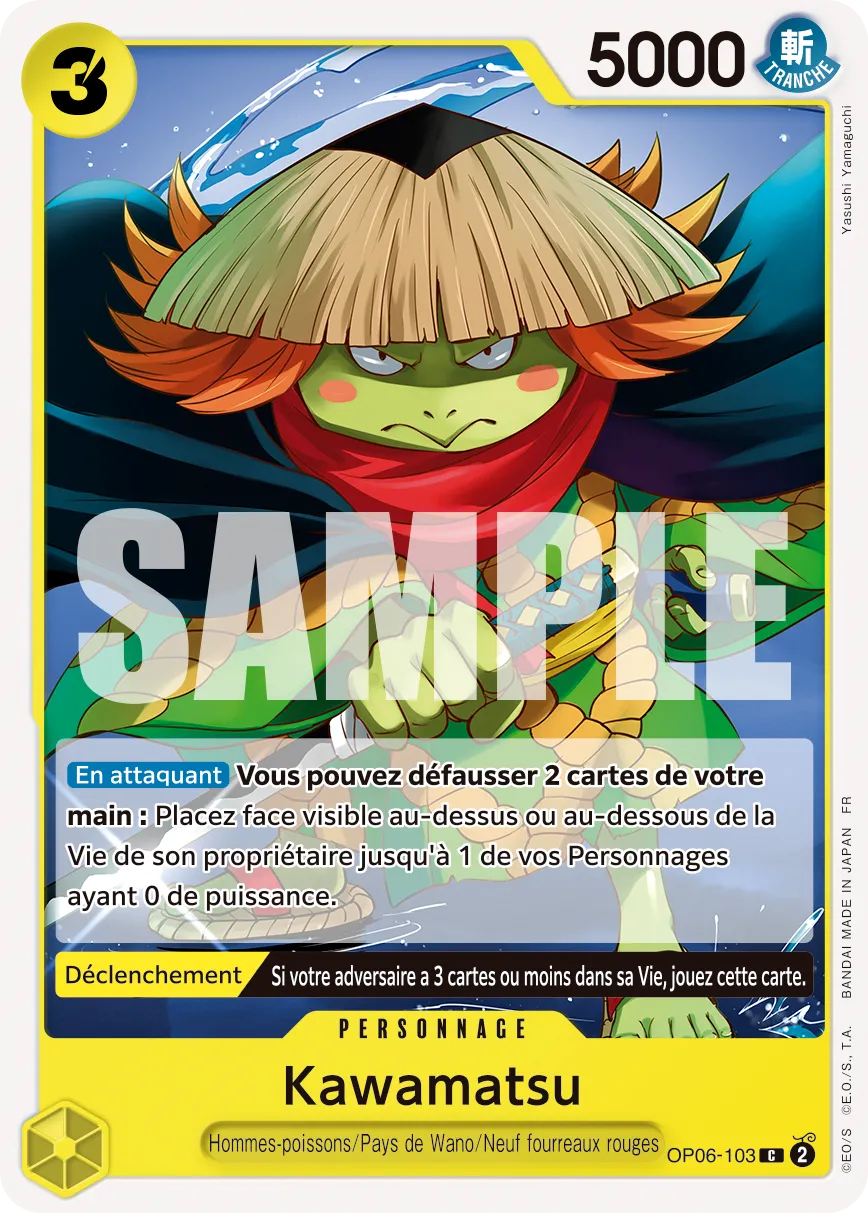 3
5000
斬
TRANCHE
Yasushi Yamaguchi
SAMPLE
En attaquant Vous pouvez défausser 2 cartes de votre
main : Placez face visible au-dessus ou au-dessous de la
Vie de son propriétaire jusqu'à 1 de vos Personnages
ayant 0 de puissance.
Déclenchement Si votre adversaire a 3 cartes ou moins dans sa Vie, jouez cette carte.
PERSONNAGE
Kawamatsu
Hommes-poissons/Pays de Wano/Neuf fourreaux rouges
OP06-103 C 2
©EO/S ©E.O./S., T.A. BANDAI MADE IN JAPAN FR